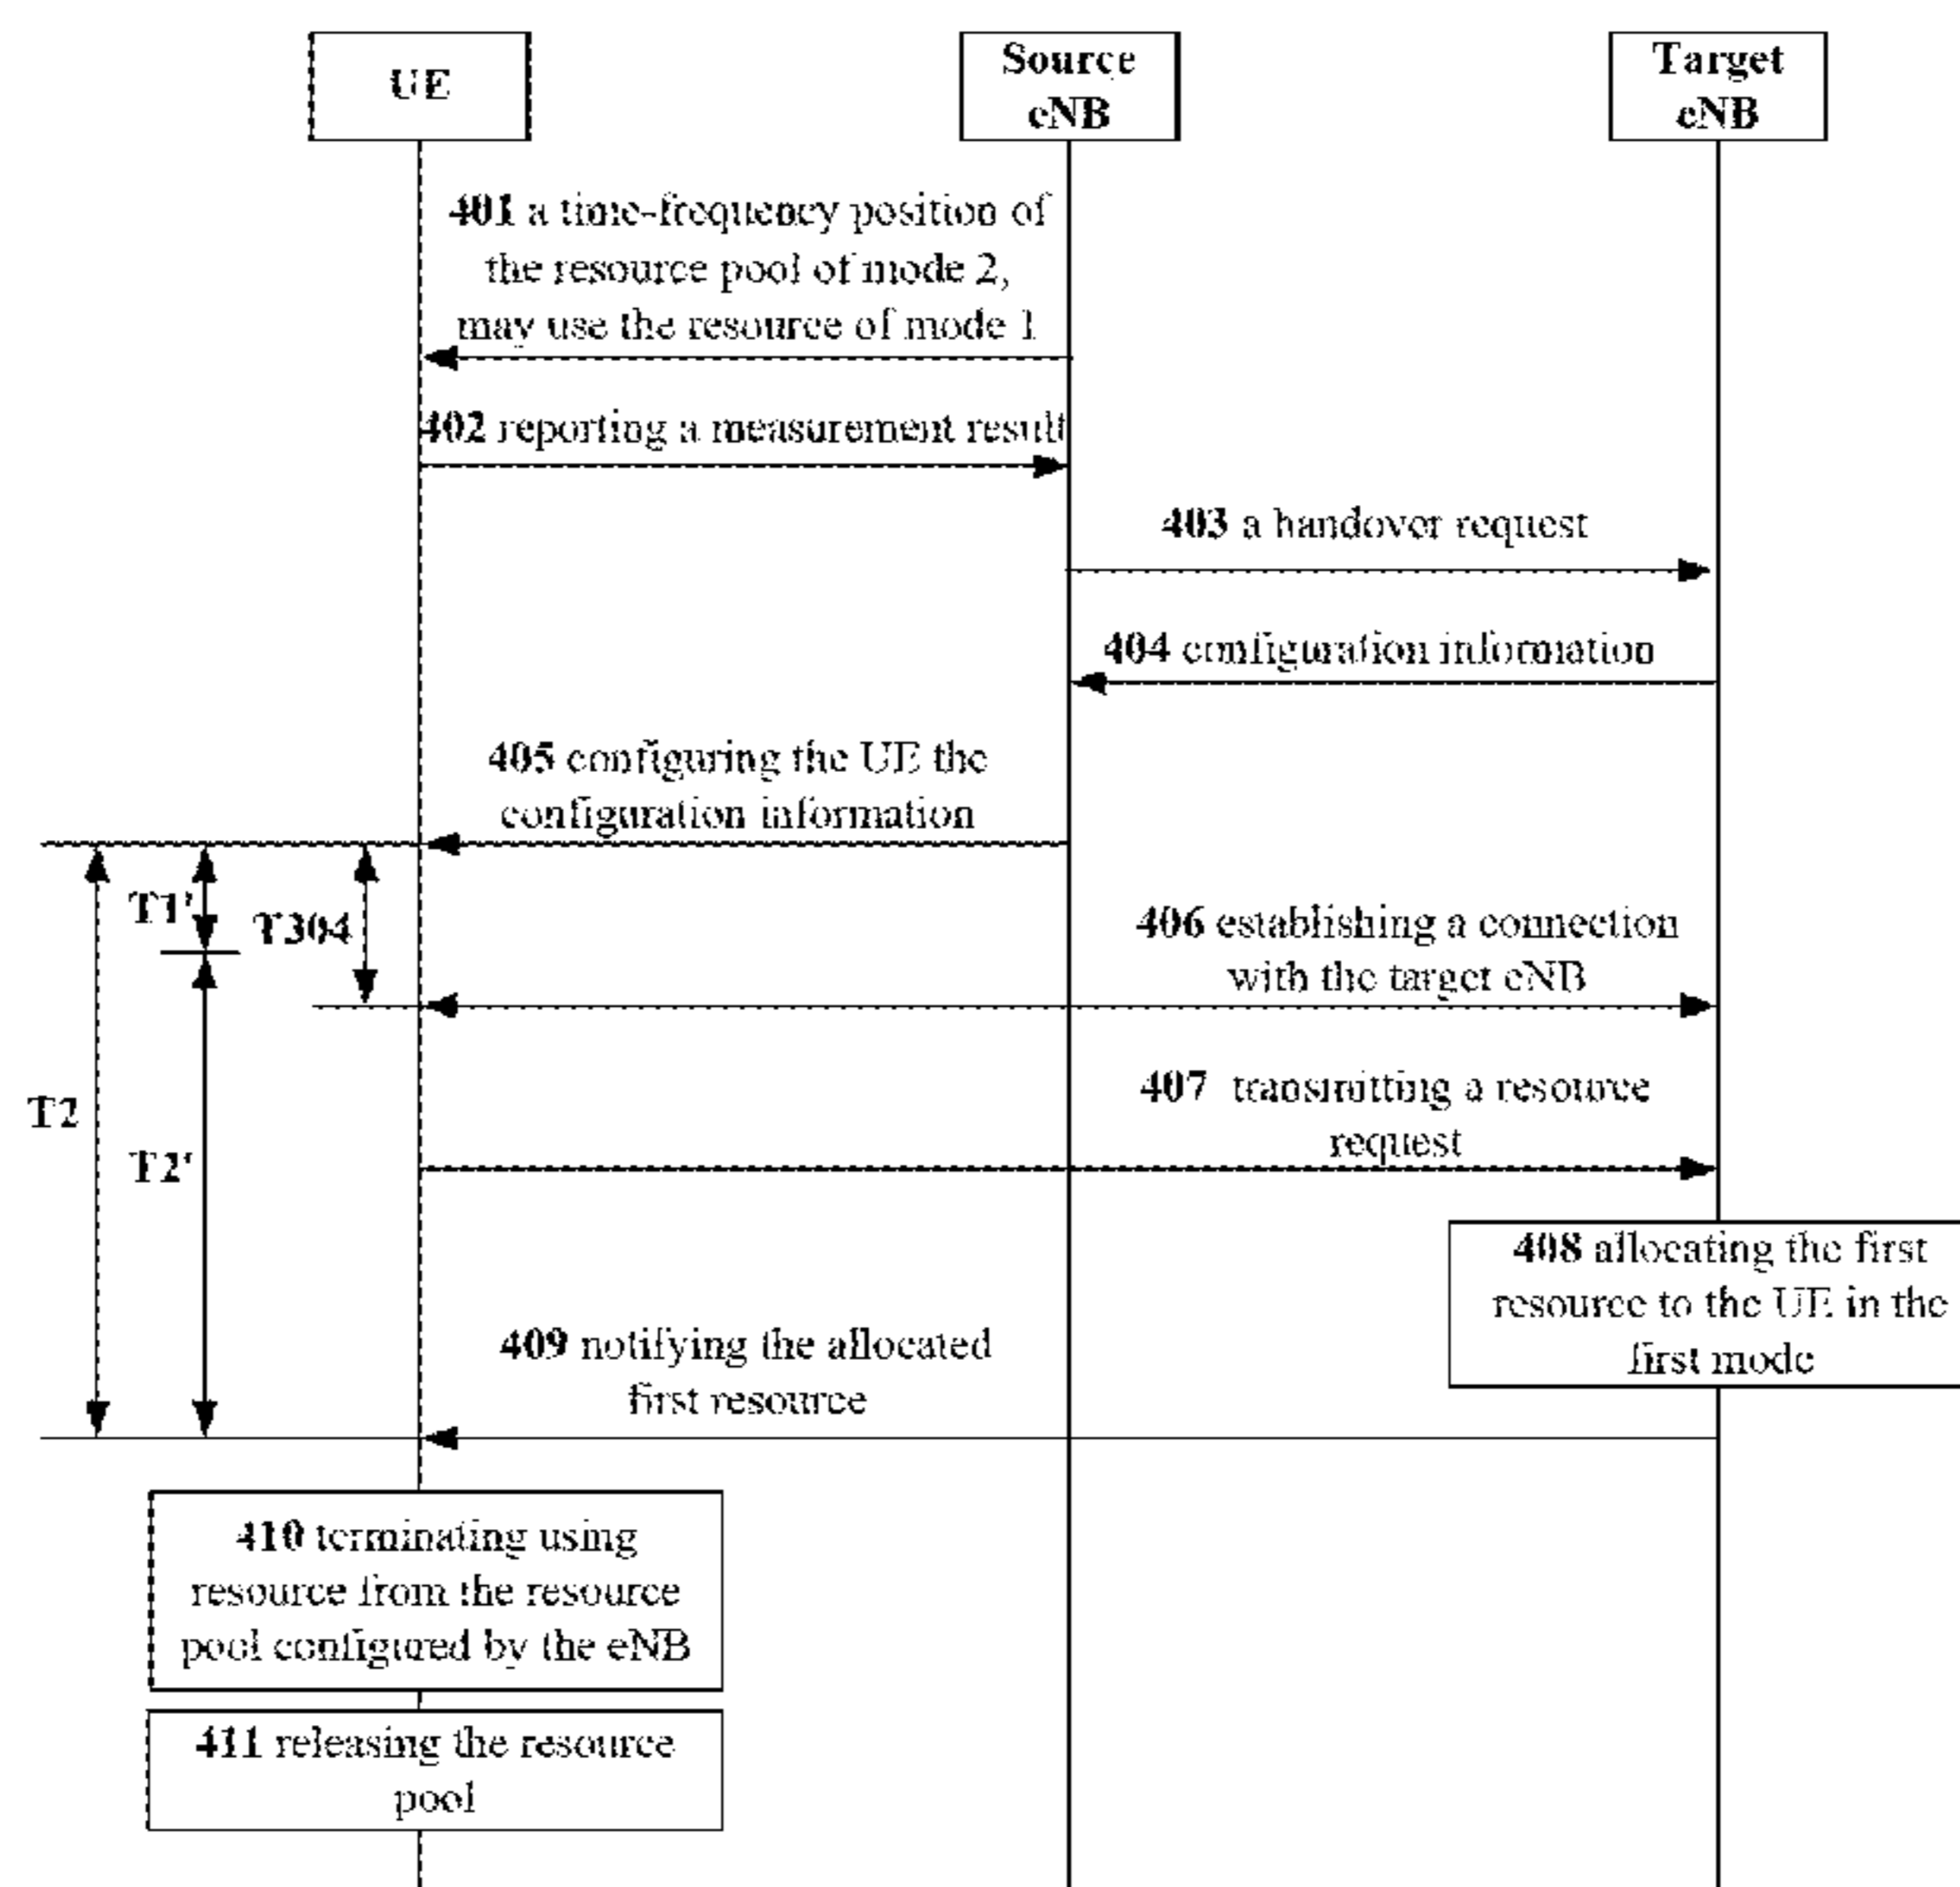 UE
Source
eNB
Target
eNB
401 a time-frequency position of
the resource pool of mode 2,
may use the resource of mode 1
402 reporting a measurement result
403 a handover request
404 configuration information
405 configuring the UE the
configuration information
T1'
T304
406 establishing a connection
with the target eNB
407 transmitting a resource
request
T2
T2'
408 allocating the first
resource to the UE in the
first mode
409 notifying the allocated
first resource
410 terminating using
resource from the resource
pool configured by the eNB
411 releasing the resource
pool